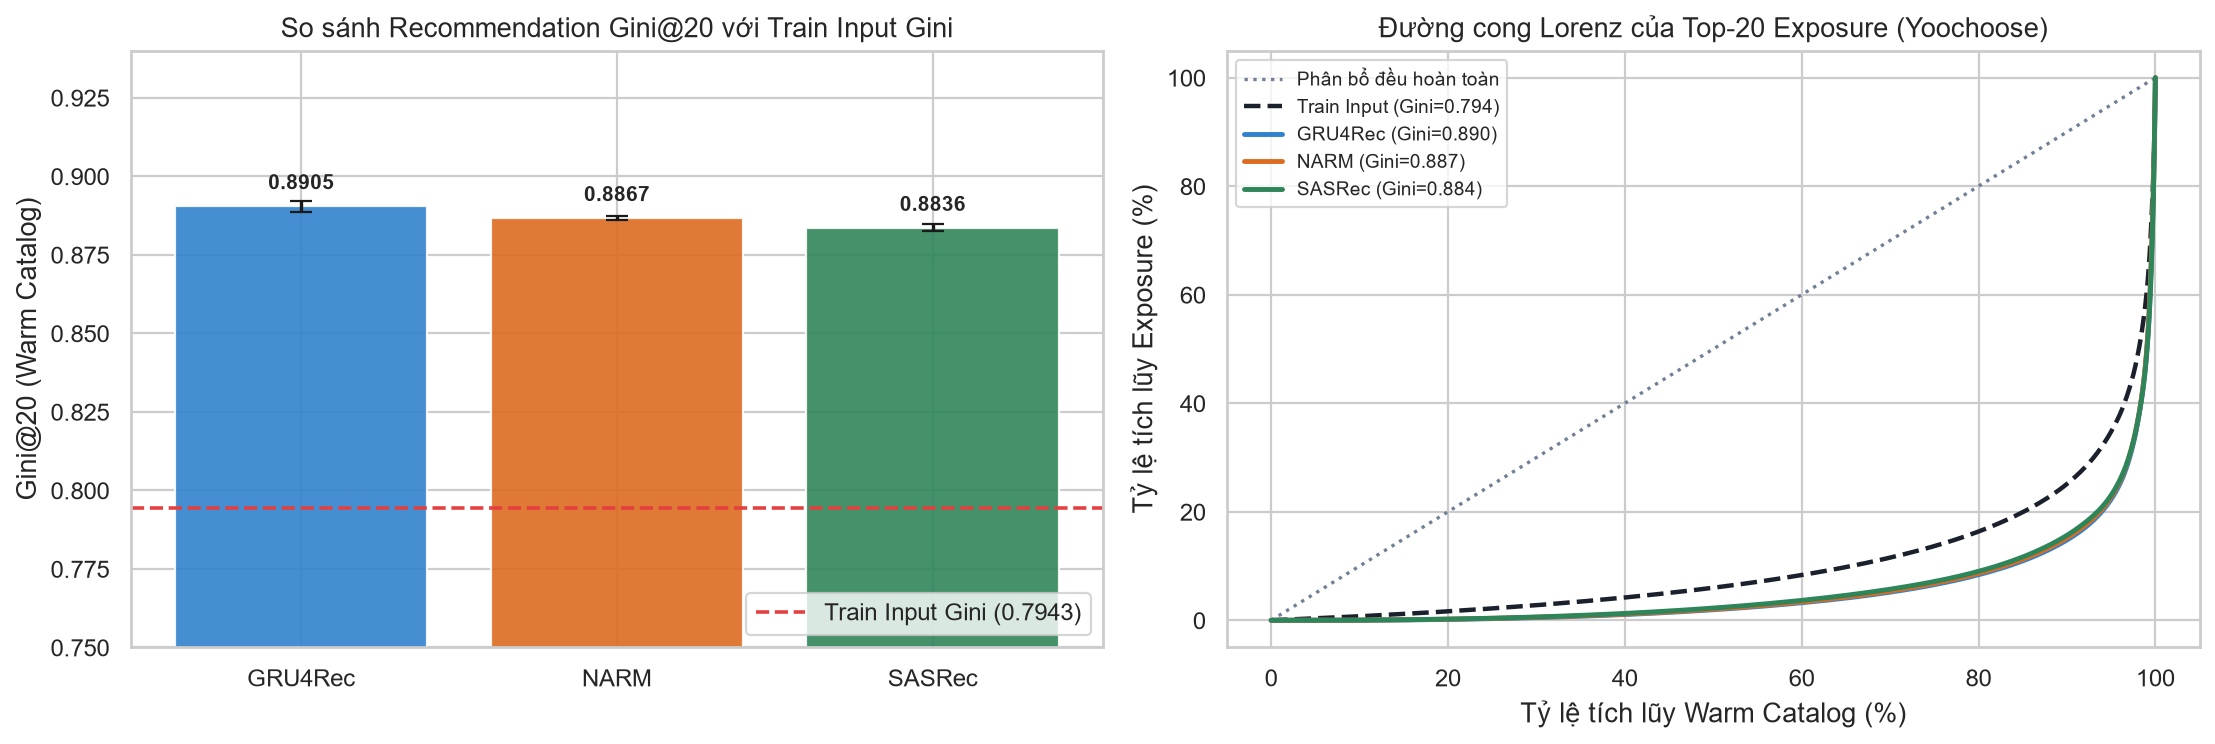 So sánh Recommendation Gini@20 với Train Input Gini
Gini@20 (Warm Catalog)
0.925
0.900
0.875
0.850
0.825
0.800
0.775
0.750
0.8905
0.8867
0.8836
Train Input Gini (0.7943)
GRU4Rec
NARM
SASRec
Đường cong Lorenz của Top-20 Exposure (Yoochoose)
Tỷ lệ tích lũy Exposure (%)
100
80
60
40
20
0
Phân bổ đều hoàn toàn
Train Input (Gini=0.794)
GRU4Rec (Gini=0.890)
NARM (Gini=0.887)
SASRec (Gini=0.884)
0
20
40
60
80
100
Tỷ lệ tích lũy Warm Catalog (%)